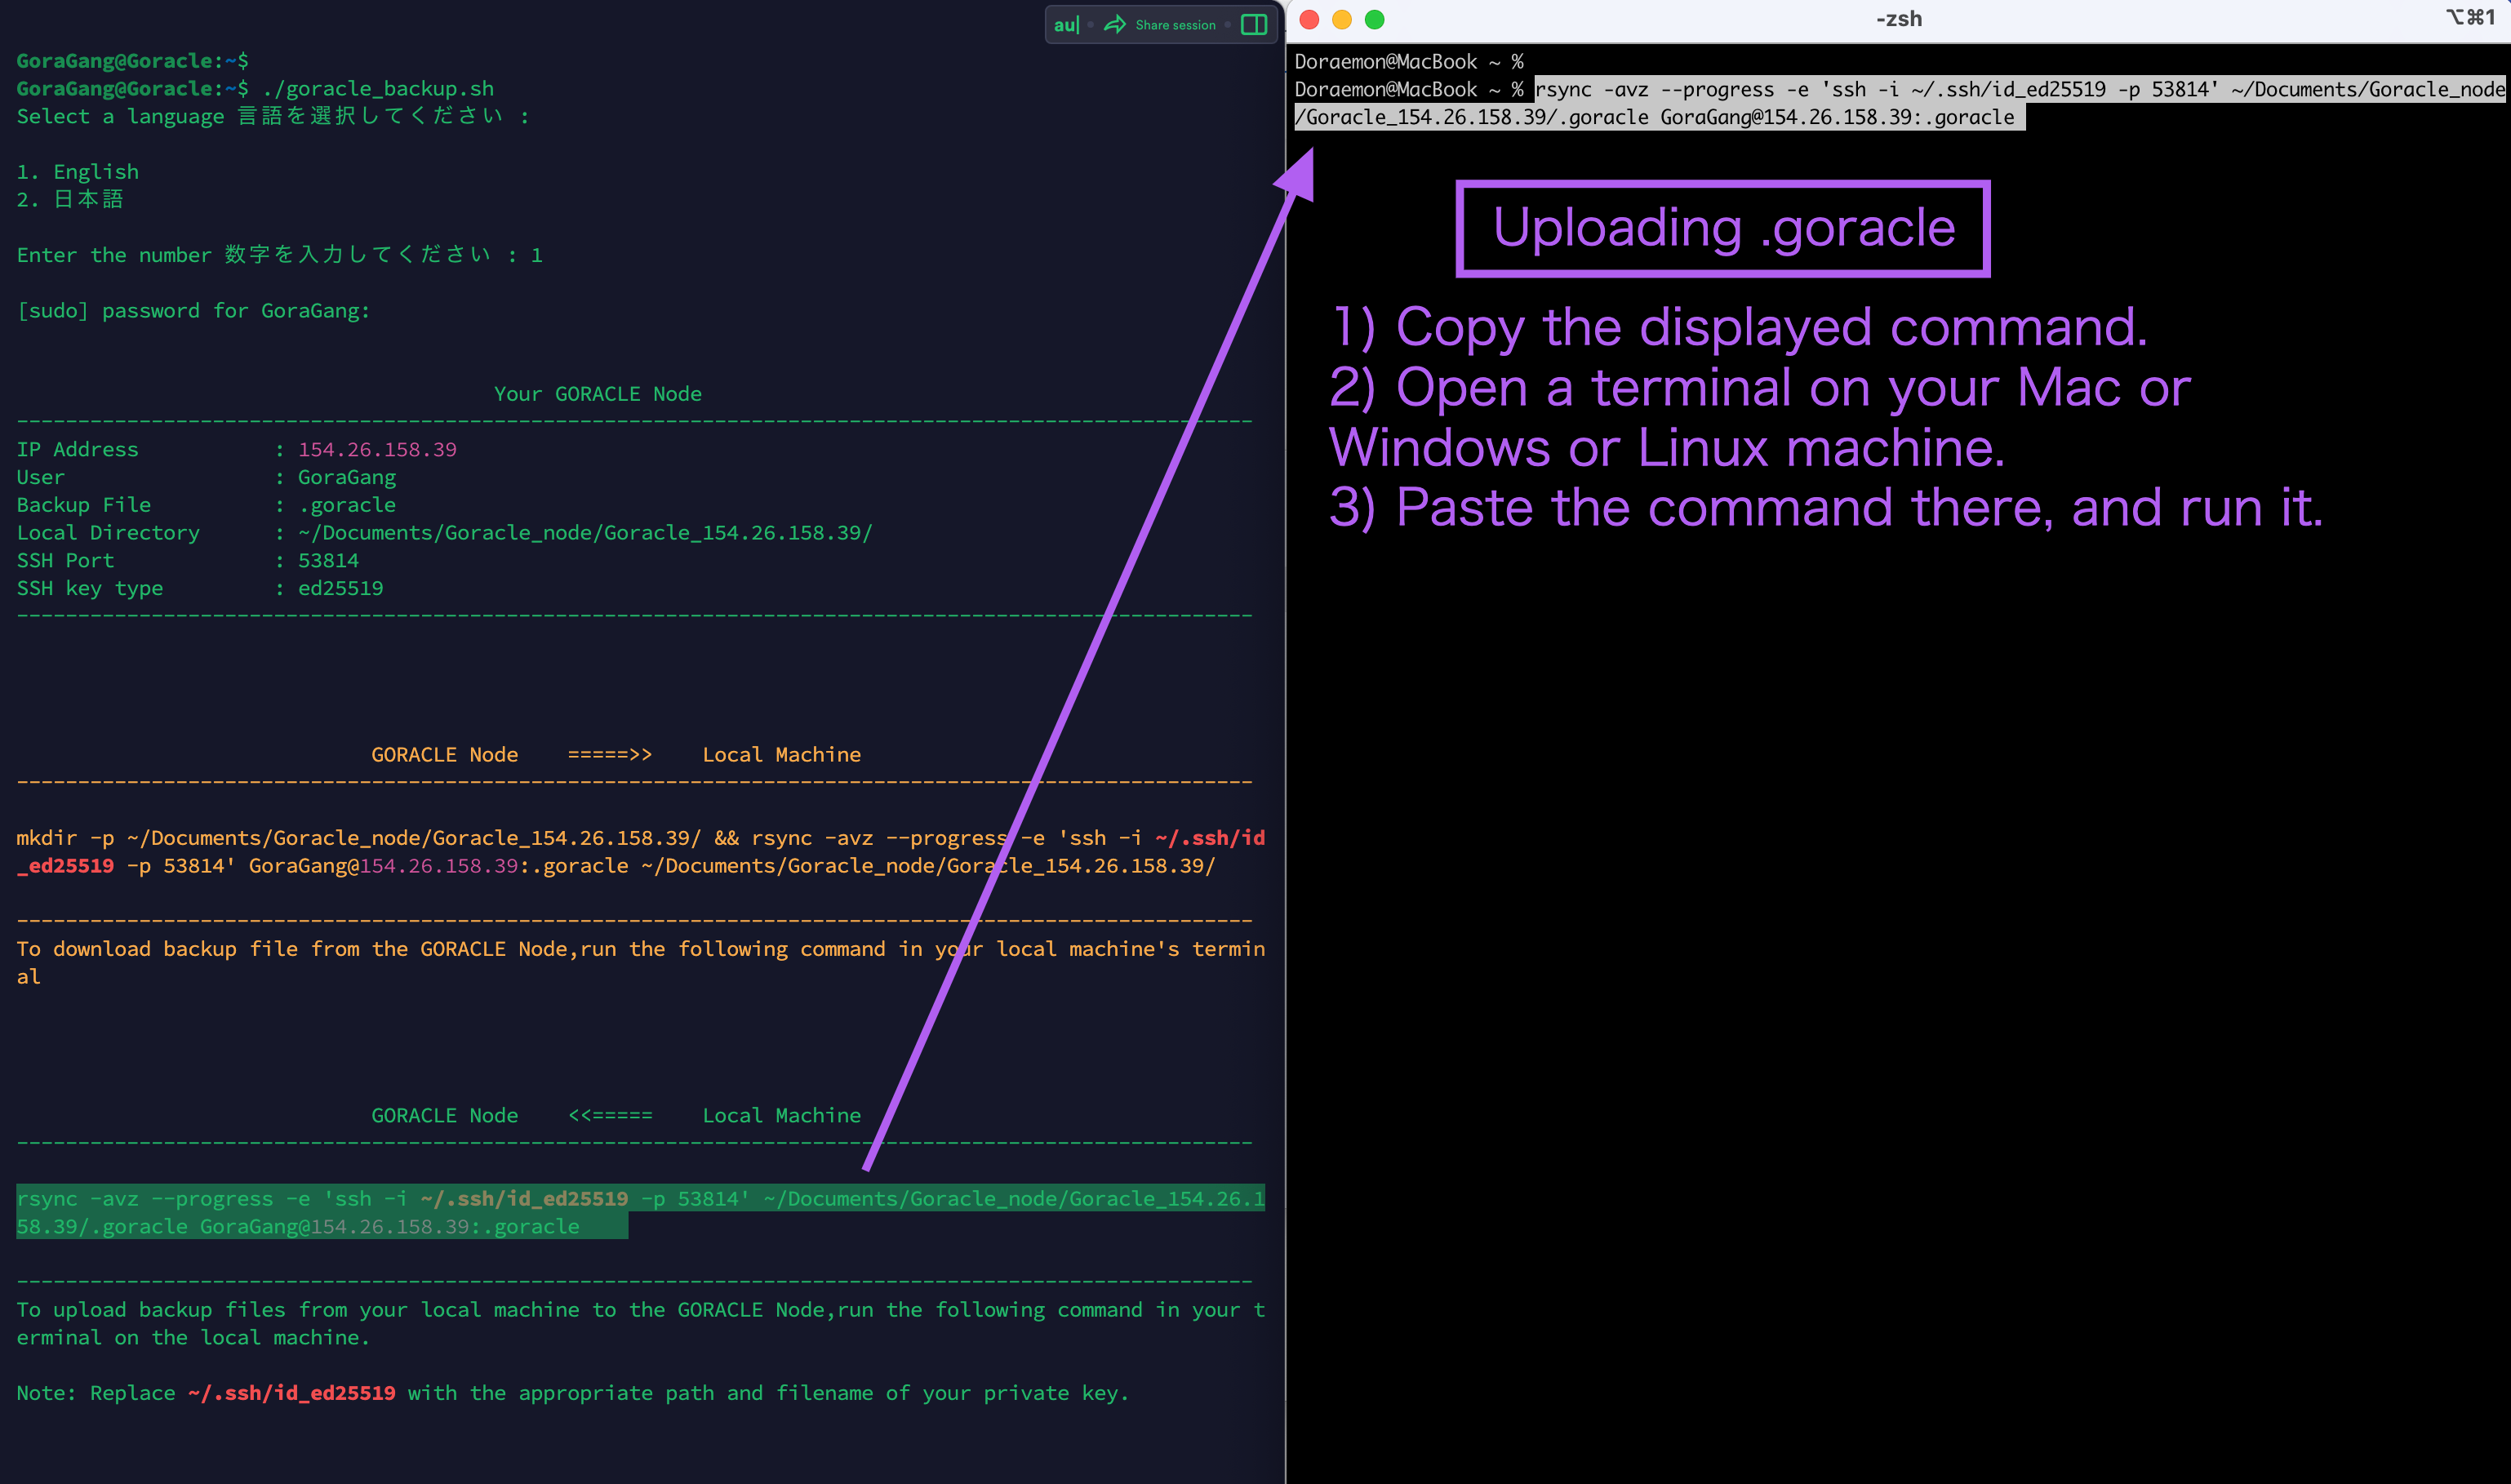 au| Share session
GoraGang@Goracle:~$
GoraGang@Goracle:~$ ./goracle_backup.sh
Select a language 言語を選択してください :
1. English
2. 日本語
Enter the number 数字を入力してください : 1
[sudo] password for GoraGang:
Your GORACLE Node
----------------------------------------------------------------------------------------------------
IP Address : 154.26.158.39
User : GoraGang
Backup File : .goracle
Local Directory : ~/Documents/Goracle_node/Goracle_154.26.158.39/
SSH Port : 53814
SSH key type : ed25519
----------------------------------------------------------------------------------------------------
GORACLE Node =====>> Local Machine
----------------------------------------------------------------------------------------------------
mkdir -p ~/Documents/Goracle_node/Goracle_154.26.158.39/ && rsync -avz --progress -e 'ssh -i ~/.ssh/id
_ed25519 -p 53814' GoraGang@154.26.158.39:.goracle ~/Documents/Goracle_node/Goracle_154.26.158.39/
----------------------------------------------------------------------------------------------------
To download backup file from the GORACLE Node,run the following command in your local machine's termin
al
GORACLE Node <<===== Local Machine
----------------------------------------------------------------------------------------------------
rsync -avz --progress -e 'ssh -i ~/.ssh/id_ed25519 -p 53814' ~/Documents/Goracle_node/Goracle_154.26.1
58.39/.goracle GoraGang@154.26.158.39:.goracle
----------------------------------------------------------------------------------------------------
To upload backup files from your local machine to the GORACLE Node,run the following command in your t
erminal on the local machine.
Note: Replace ~/.ssh/id_ed25519 with the appropriate path and filename of your private key.
-zsh ⌥⌘1
Doraemon@MacBook ~ %
Doraemon@MacBook ~ % rsync -avz --progress -e 'ssh -i ~/.ssh/id_ed25519 -p 53814' ~/Documents/Goracle_node
/Goracle_154.26.158.39/.goracle GoraGang@154.26.158.39:.goracle
Uploading .goracle
1) Copy the displayed command.
2) Open a terminal on your Mac or
Windows or Linux machine.
3) Paste the command there, and run it.